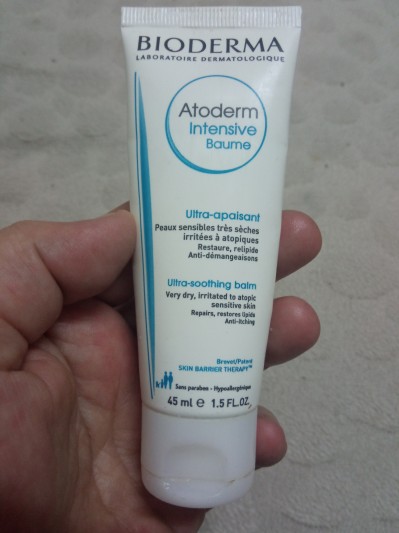 BIODERMA
LABORATOIRE DERMATOLOGIQUE
Atoderm
Intensive
Baume
Ultra-apaisant
Peaux sensibles très sèches
irritées à atopiques
Restaure, relipide
Anti-démangeaisons
Ultra-soothing balm
Very dry, irritated to atopic
sensitive skin
Repairs, restores lipids
Anti-itching
Brevet/Patent
SKIN BARRIER THERAPY™
Sans paraben - Hypoallergénique
45 ml e 1.5 FL.OZ.